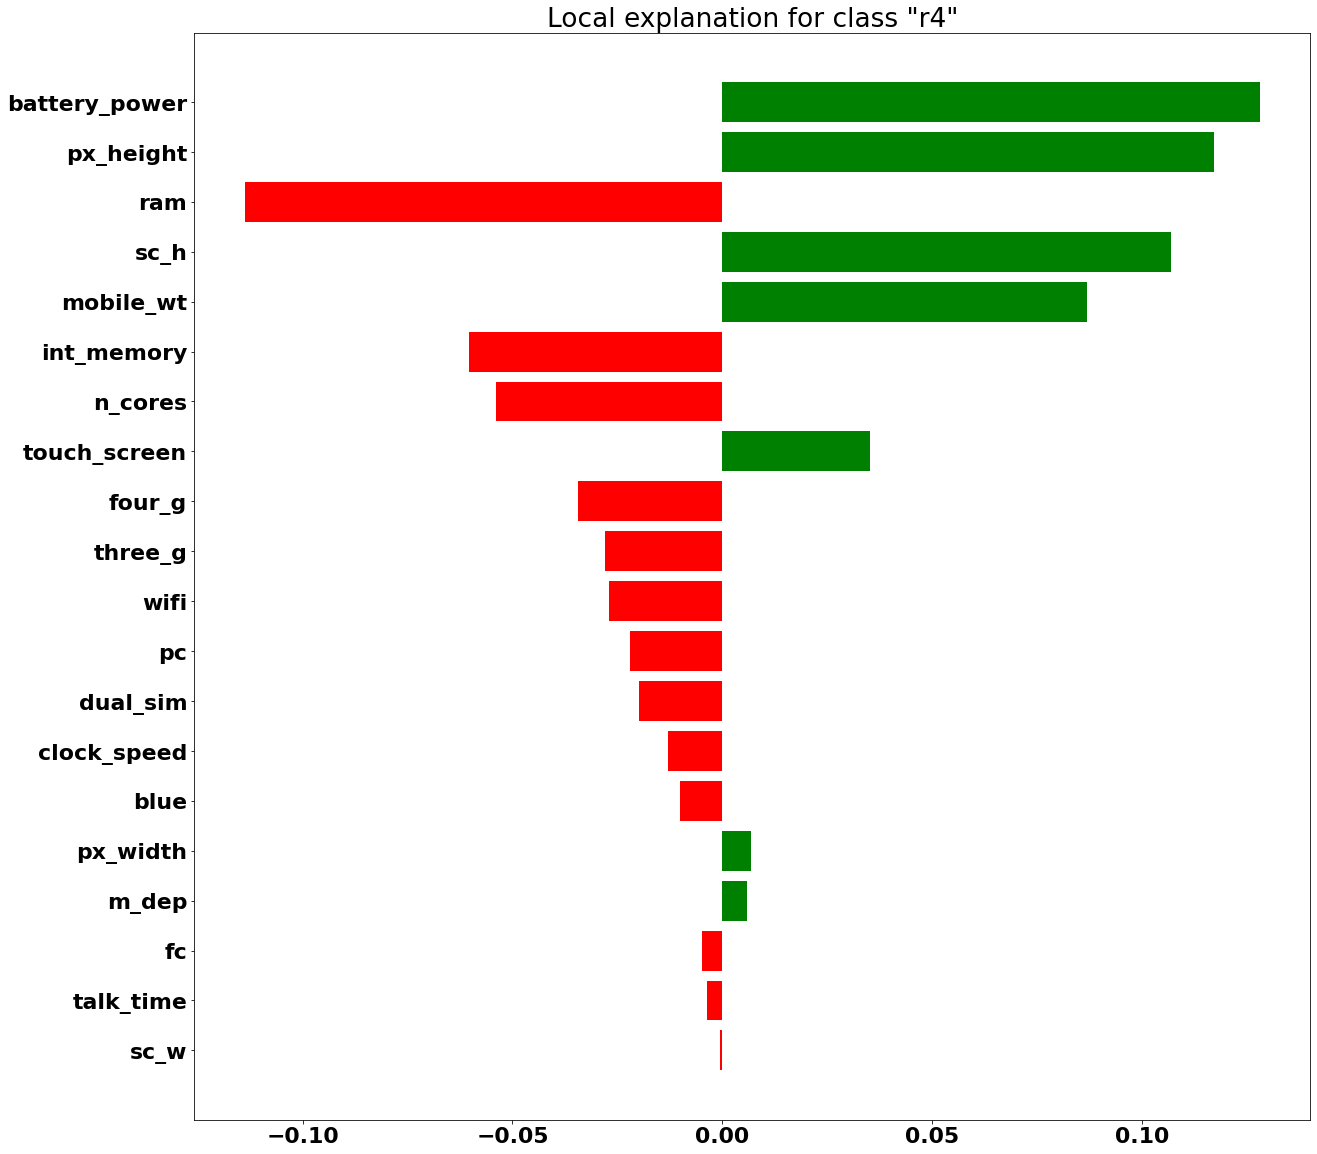 Local explanation for class "r4"
battery_power
px_height
ram
sc_h
mobile_wt
int_memory
n_cores
touch_screen
four_g
three_g
wifi
pc
dual_sim
clock_speed
blue
px_width
m_dep
fc
talk_time
sc_w
−0.10 −0.05 0.00 0.05 0.10